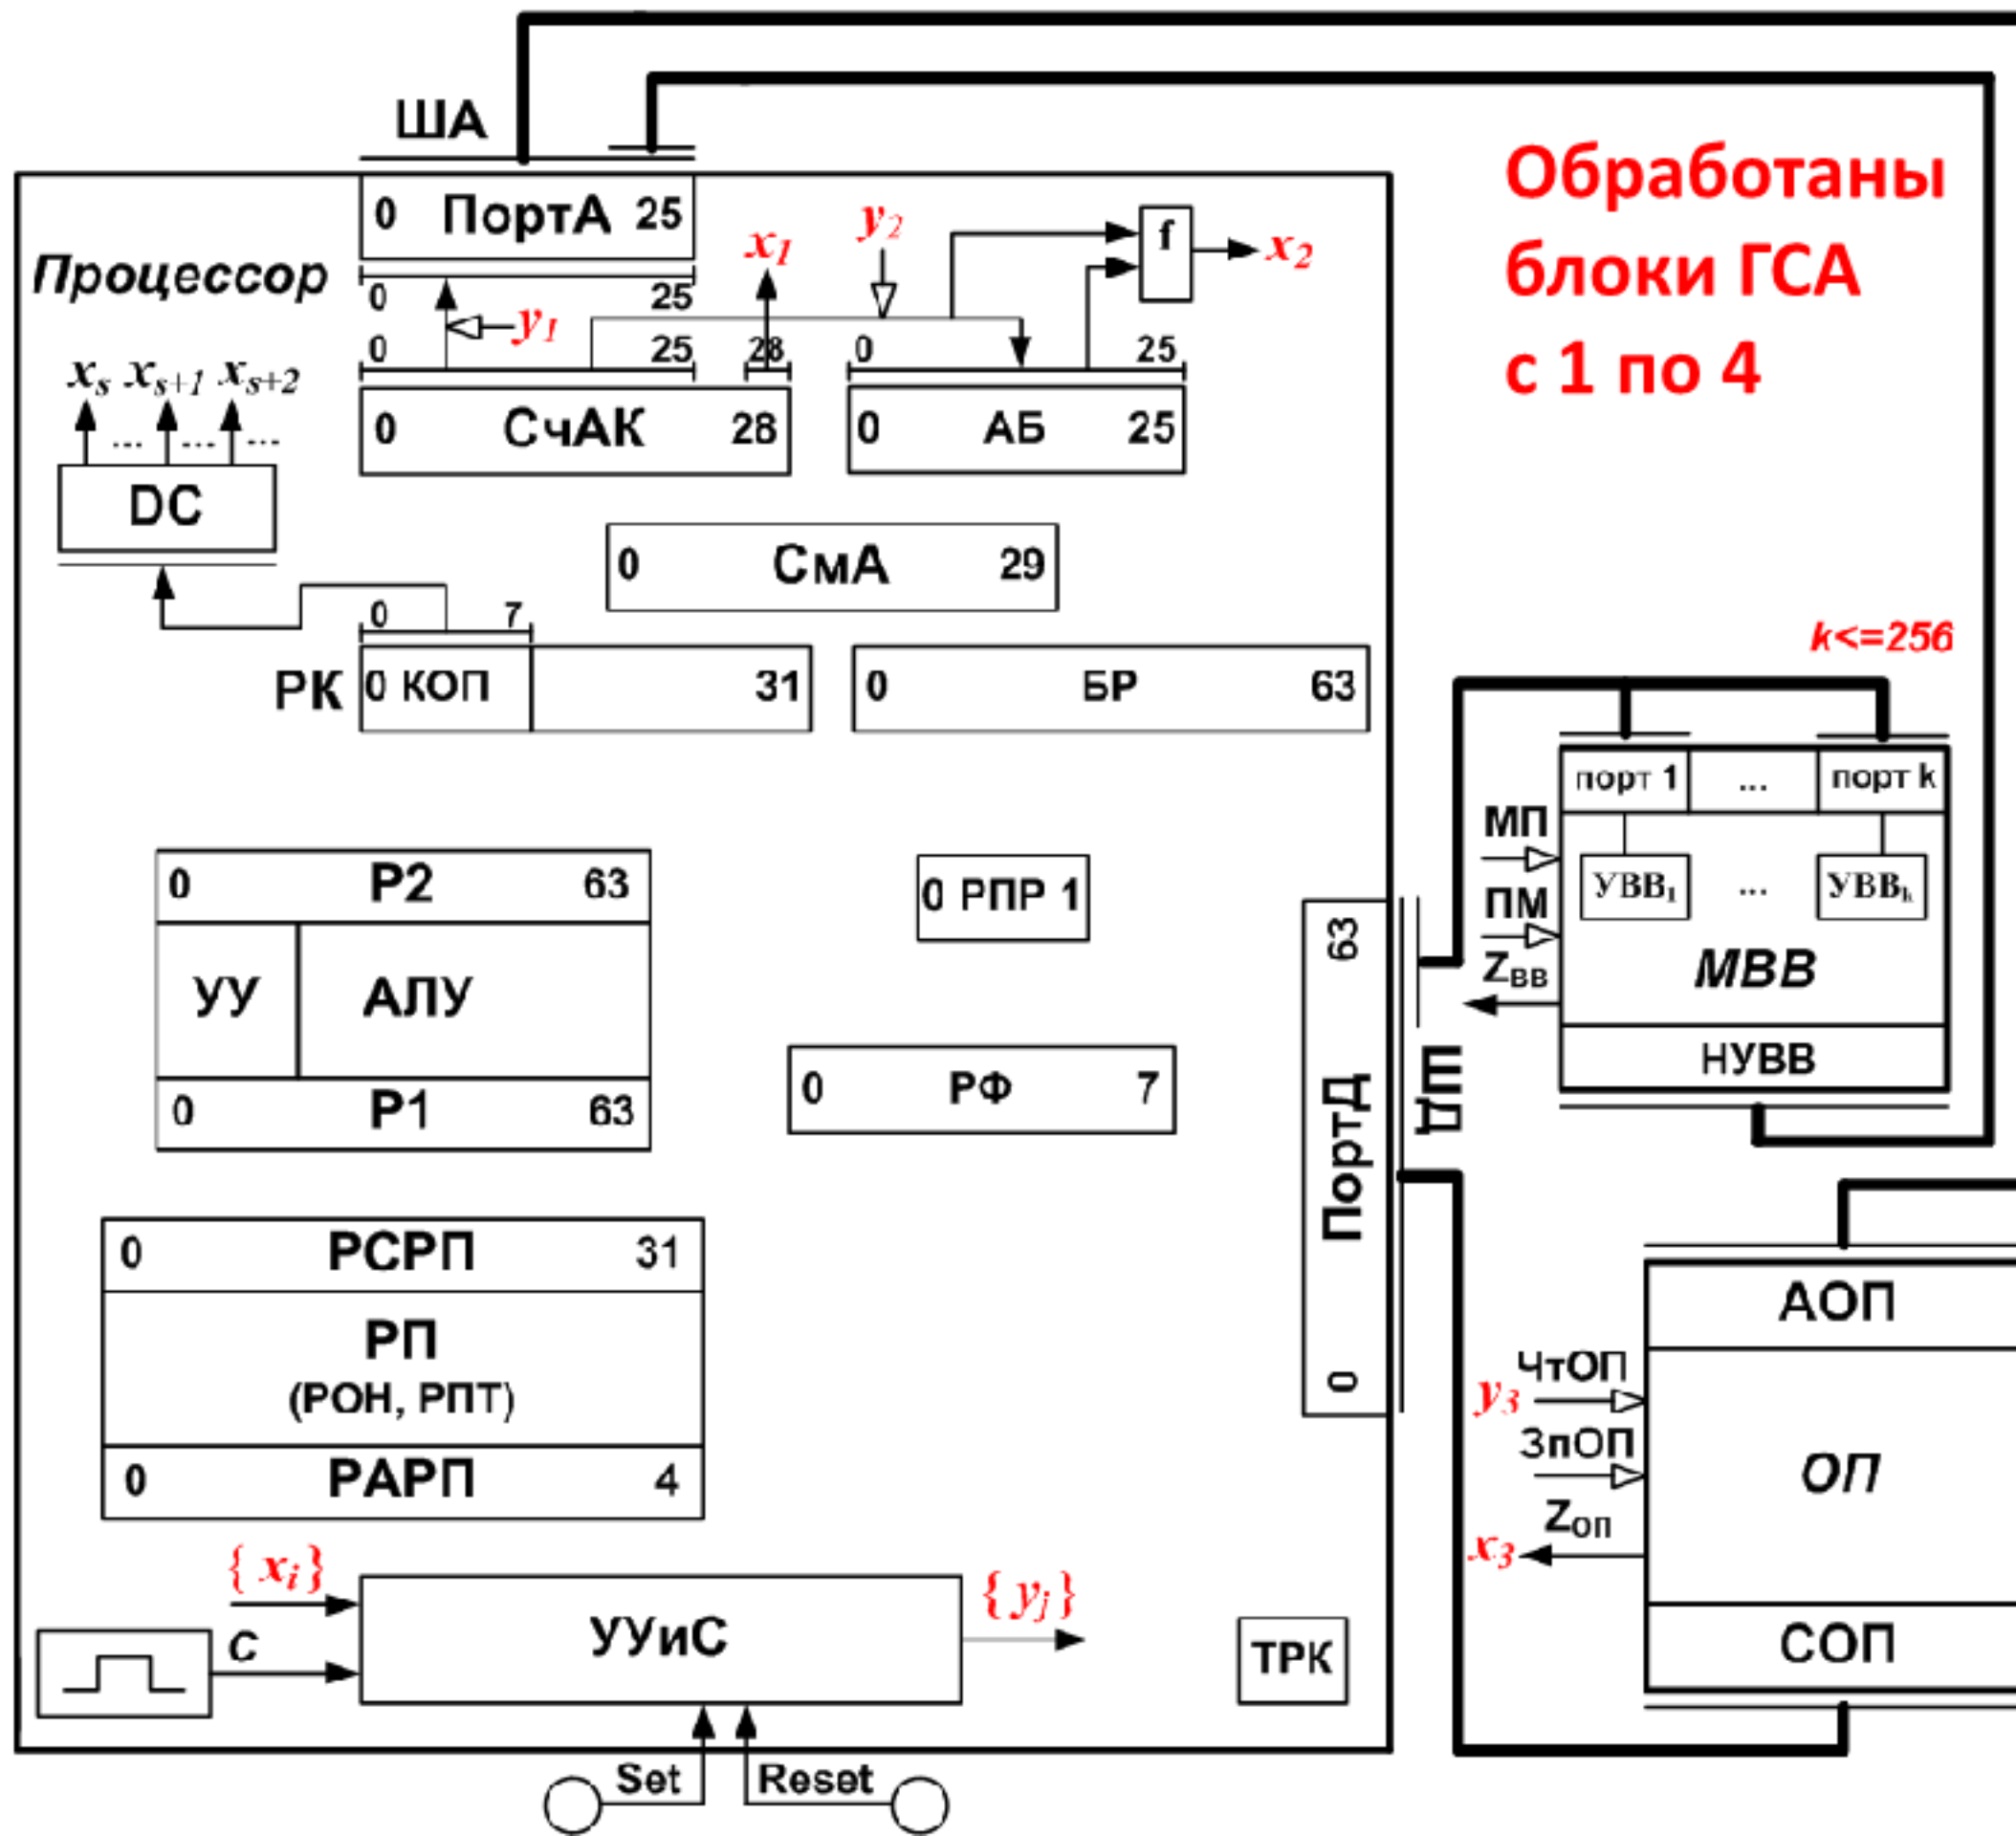 ША
Обработаны
блоки ГСА
с 1 по 4
Процессор
0 ПортА 25
0 25
y1
x1
y2
f
x2
0 25 28
0 25
xs xs+1 xs+2
... ... ...
DC
0 СчАК 28
0 АБ 25
0 СмА 29
0 7
РК
0 КОП 31
0 БР 63
k<=256
порт 1 ... порт k
МП
УВВ1 ... УВВk
ПМ
МВВ
ZВВ
НУВВ
0 Р2 63
УУ АЛУ
0 Р1 63
0 РПР 1
0 РФ 7
63
ПортД
0
ШД
0 РСРП 31
РП
(РОН, РПТ)
0 РАРП 4
АОП
ЧтОП
y3
ЗпОП
ОП
Zоп
x3
СОП
{ xi }
С
УУиС
{ yj }
ТРК
Set
Reset